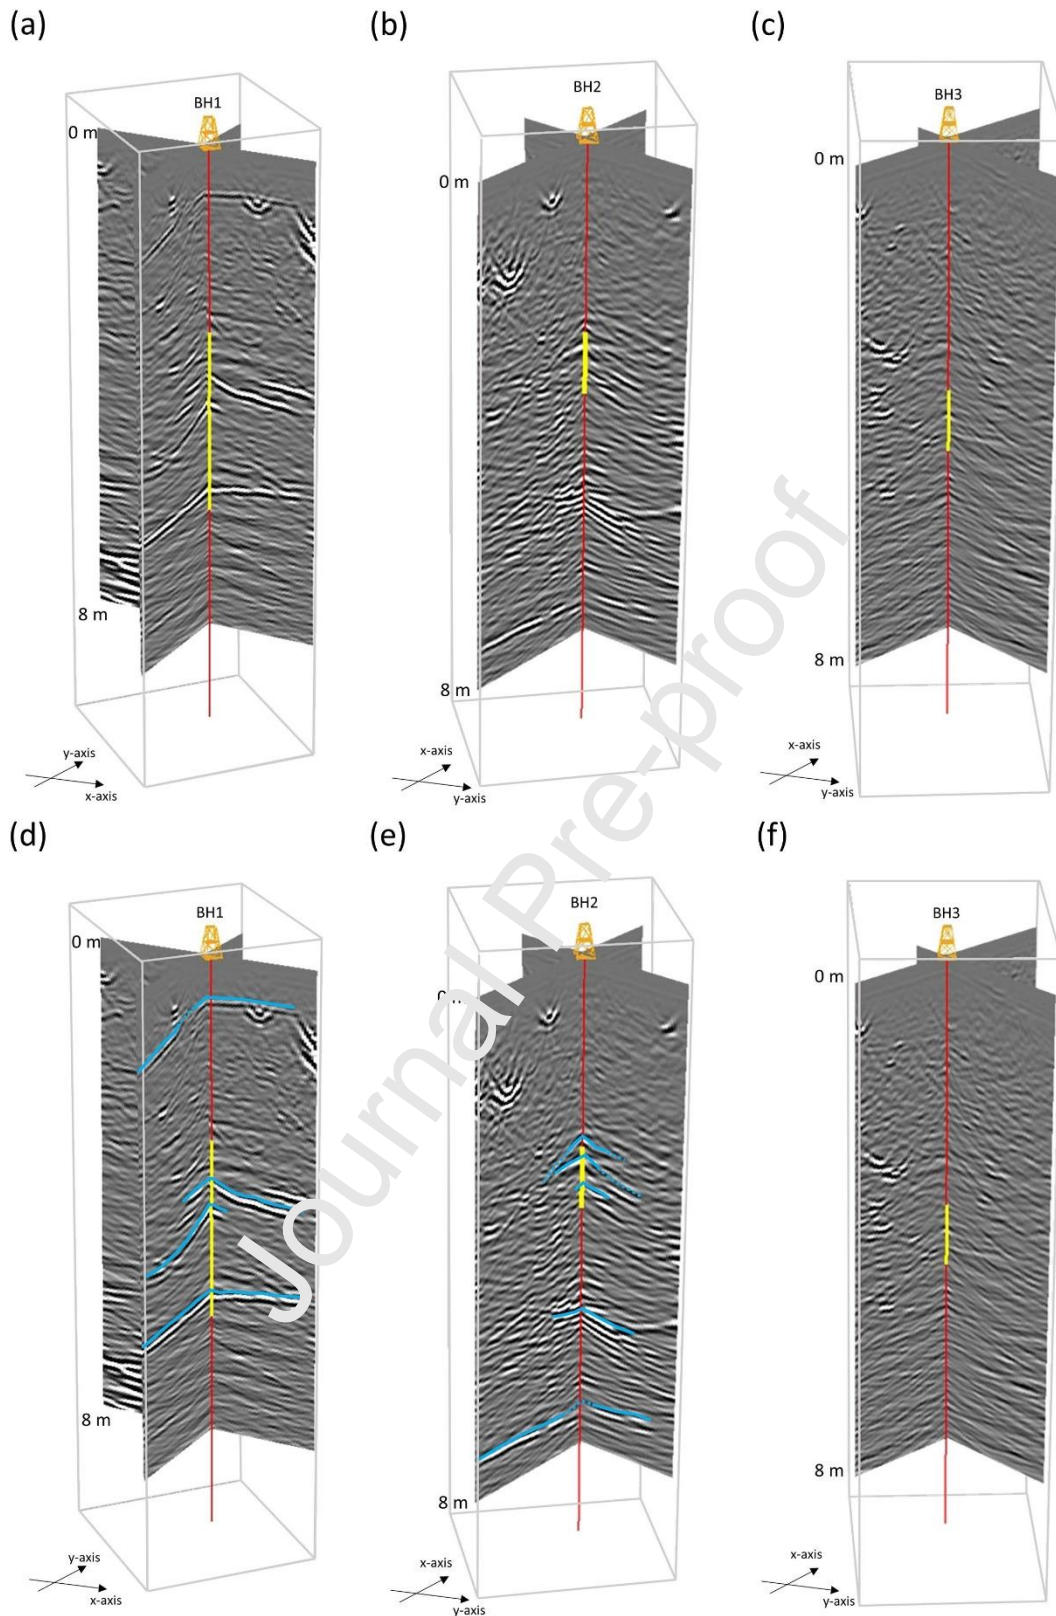 (a)
(b)
(c)
BH1
BH2
BH3
0 m
0 m
0 m
8 m
8 m
8 m
y-axis
x-axis
x-axis
y-axis
x-axis
y-axis
Journal Pre-proof
(d)
(e)
(f)
BH1
BH2
BH3
0 m
0 m
0 m
8 m
8 m
8 m
y-axis
x-axis
x-axis
y-axis
x-axis
y-axis